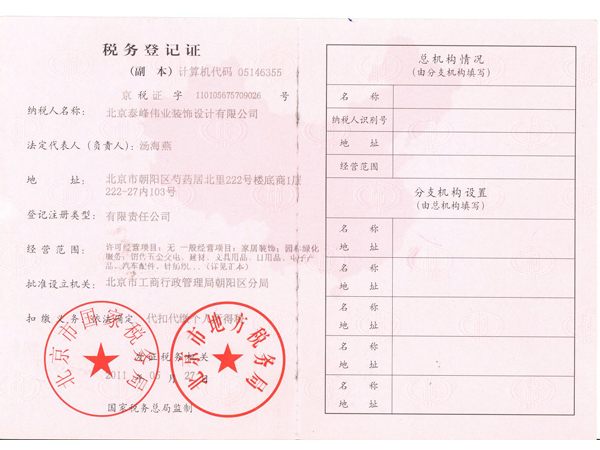 税务登记证
(副 本) 计算机代码 05146355
京 税 证 字 110105675709026 号
纳税人名称: 北京泰峰伟业装饰设计有限公司
法定代表人(负责人): 汤海燕
地 址: 北京市朝阳区芍药居北里222号楼底商1层
222-27内103号
登记注册类型: 有限责任公司
经营范围: 许可经营项目:无 一般经营项目:家居装饰;园林绿化
服务;销售五金交电、建材、文具用品、日用品、电子产
品、汽车配件、针纺织、(详见正本)
批准设立机关: 北京市工商行政管理局朝阳区分局
扣缴义务: 依法确定 代扣代缴个人所得税
发证税务机关
2011 年 05 月 27 日
国家税务总局监制
北京市国家税务局
北京市地方税务局
总机构情况
(由分支机构填写)
名 称
纳税人识别号
地 址
经营范围
分支机构设置
(由总机构填写)
名 称
地 址
名 称
地 址
名 称
地 址
名 称
地 址
名 称
地 址